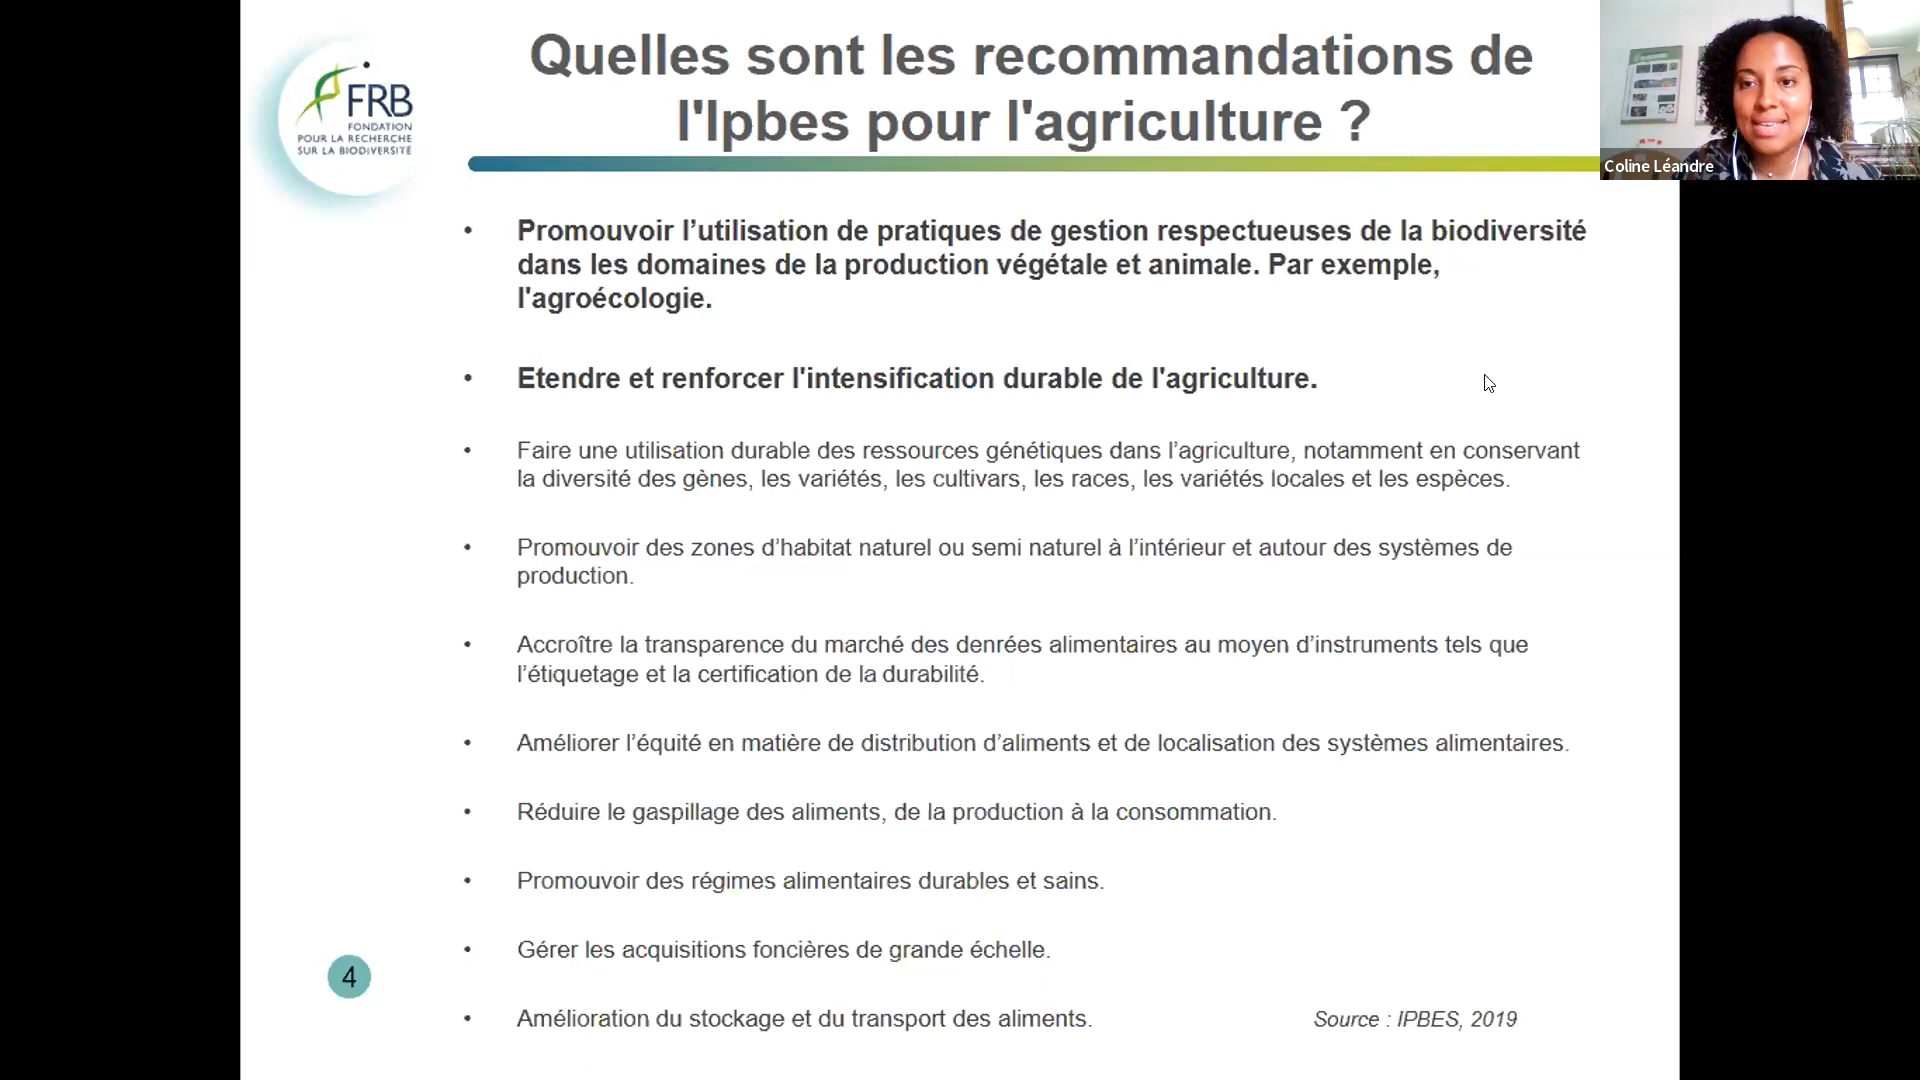 Quelles sont les recommandations de
l'Ipbes pour l'agriculture ?
FRB
FONDATION
POUR LA RECHERCHE
SUR LA BIODIVERSITÉ
Coline Léandre
• Promouvoir l’utilisation de pratiques de gestion respectueuses de la biodiversité
dans les domaines de la production végétale et animale. Par exemple,
l'agroécologie.
• Etendre et renforcer l'intensification durable de l'agriculture.
• Faire une utilisation durable des ressources génétiques dans l’agriculture, notamment en conservant
la diversité des gènes, les variétés, les cultivars, les races, les variétés locales et les espèces.
• Promouvoir des zones d’habitat naturel ou semi naturel à l’intérieur et autour des systèmes de
production.
• Accroître la transparence du marché des denrées alimentaires au moyen d’instruments tels que
l’étiquetage et la certification de la durabilité.
• Améliorer l’équité en matière de distribution d’aliments et de localisation des systèmes alimentaires.
• Réduire le gaspillage des aliments, de la production à la consommation.
• Promouvoir des régimes alimentaires durables et sains.
• Gérer les acquisitions foncières de grande échelle.
4
• Amélioration du stockage et du transport des aliments.
Source : IPBES, 2019